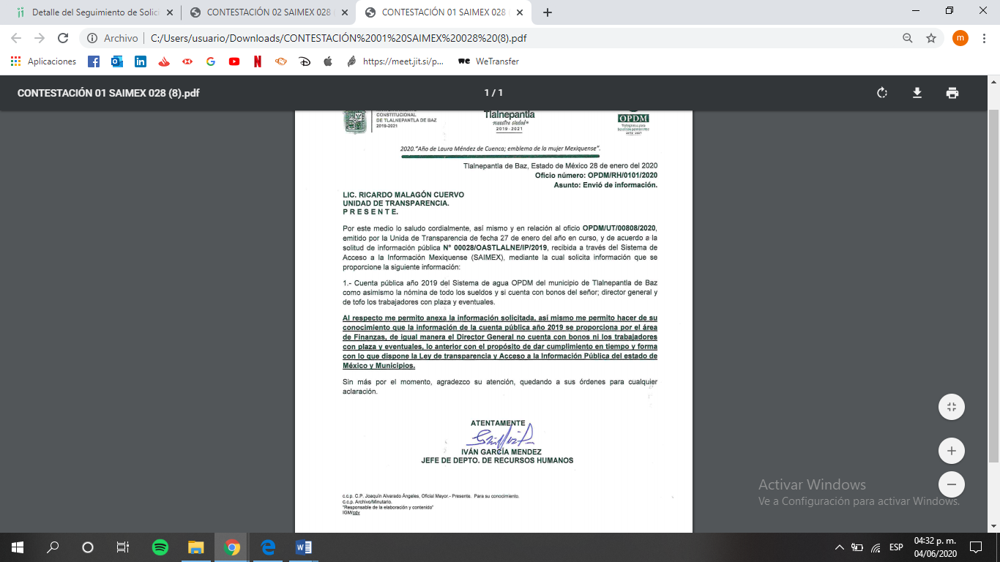 Detalle del Seguimiento de Solici
CONTESTACIÓN 02 SAIMEX 028
CONTESTACIÓN 01 SAIMEX 028
Archivo
C:/Users/usuario/Downloads/CONTESTACIÓN%2001%20SAIMEX%20028%20(8).pdf
m
Aplicaciones
https://meet.jit.si/p...
WeTransfer
CONTESTACIÓN 01 SAIMEX 028 (8).pdf
1 / 1
CONSTITUCIONAL
DE TLALNEPANTLA DE BAZ
2019-2021
Tlalnepantla
nuestra ciudad
2019 - 2021
OPDM
2019 - 2021
2020."Año de Laura Méndez de Cuenca; emblema de la mujer Mexiquense".
Tlalnepantla de Baz, Estado de México 28 de enero del 2020
Oficio número: OPDM/RH/0101/2020
Asunto: Envió de información.
LIC. RICARDO MALAGÓN CUERVO
UNIDAD DE TRANSPARENCIA.
P R E S E N T E.
Por este medio lo saludo cordialmente, así mismo y en relación al oficio OPDM/UT/00808/2020,
emitido por la Unida de Transparencia de fecha 27 de enero del año en curso, y de acuerdo a la
solitud de información pública N° 00028/OASTLALNE/IP/2019, recibida a través del Sistema de
Acceso a la Información Mexiquense (SAIMEX), mediante la cual solicita información que se
proporcione la siguiente información:
1.- Cuenta pública año 2019 del Sistema de agua OPDM del municipio de Tlalnepantla de Baz
como asimismo la nómina de todo los sueldos y si cuenta con bonos del señor; director general y
de tofo los trabajadores con plaza y eventuales.
Al respecto me permito anexa la información solicitada, así mismo me permito hacer de su
conocimiento que la información de la cuenta pública año 2019 se proporciona por el área
de Finanzas, de igual manera el Director General no cuenta con bonos ni los trabajadores
con plaza y eventuales, lo anterior con el propósito de dar cumplimiento en tiempo y forma
con lo que dispone la Ley de transparencia y Acceso a la Información Pública del estado de
México y Municipios.
Sin más por el momento, agradezco su atención, quedando a sus órdenes para cualquier
aclaración.
ATENTAMENTE
IVÁN GARCÍA MENDEZ
JEFE DE DEPTO. DE RECURSOS HUMANOS
c.c.p. C.P. Joaquín Alvarado Ángeles, Oficial Mayor.- Presente. Para su conocimiento.
c.c.p. Archivo/Minutario.
"Responsable de la elaboración y contenido"
IGM/cdv
Activar Windows
Ve a Configuración para activar Windows.
ESP
04:32 p. m.
04/06/2020